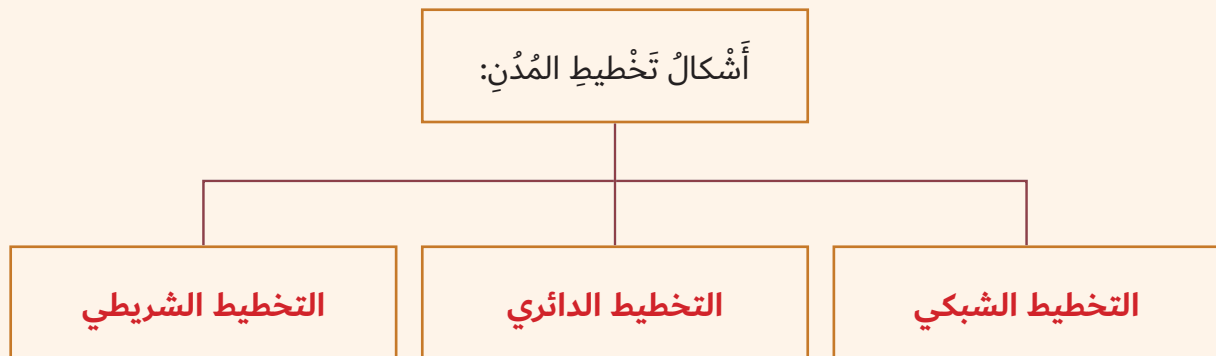 أَشْكالُ تَخْطيطِ المُدُنِ:
التخطيط الشبكي
التخطيط الدائري
التخطيط الشريطي